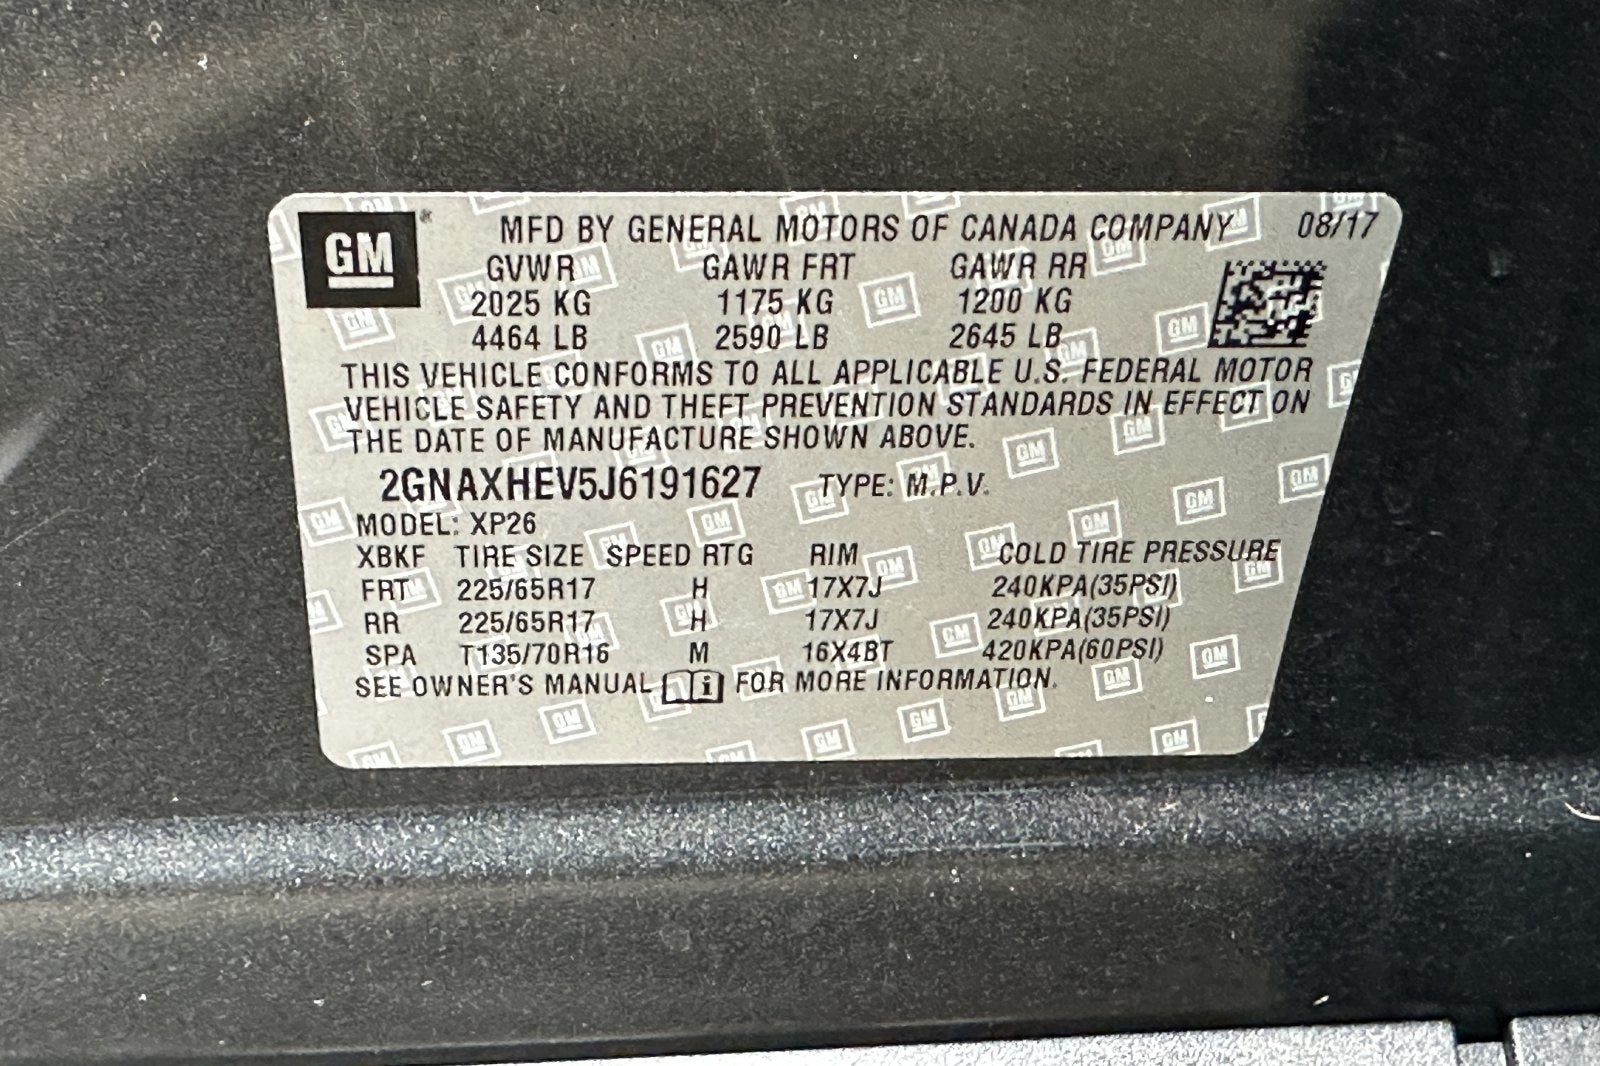 GM® MFD BY GENERAL MOTORS OF CANADA COMPANY 08/17
GVWR GAWR FRT GAWR RR
2025 KG 1175 KG 1200 KG
4464 LB 2590 LB 2645 LB
THIS VEHICLE CONFORMS TO ALL APPLICABLE U.S. FEDERAL MOTOR
VEHICLE SAFETY AND THEFT PREVENTION STANDARDS IN EFFECT ON
THE DATE OF MANUFACTURE SHOWN ABOVE.
2GNAXHEV5J6191627 TYPE: M.P.V.
MODEL: XP26
XBKF TIRE SIZE SPEED RTG RIM COLD TIRE PRESSURE
FRT 225/65R17 H 17X7J 240KPA(35PSI)
RR 225/65R17 H 17X7J 240KPA(35PSI)
SPA T135/70R16 M 16X4BT 420KPA(60PSI)
SEE OWNER'S MANUAL i FOR MORE INFORMATION.